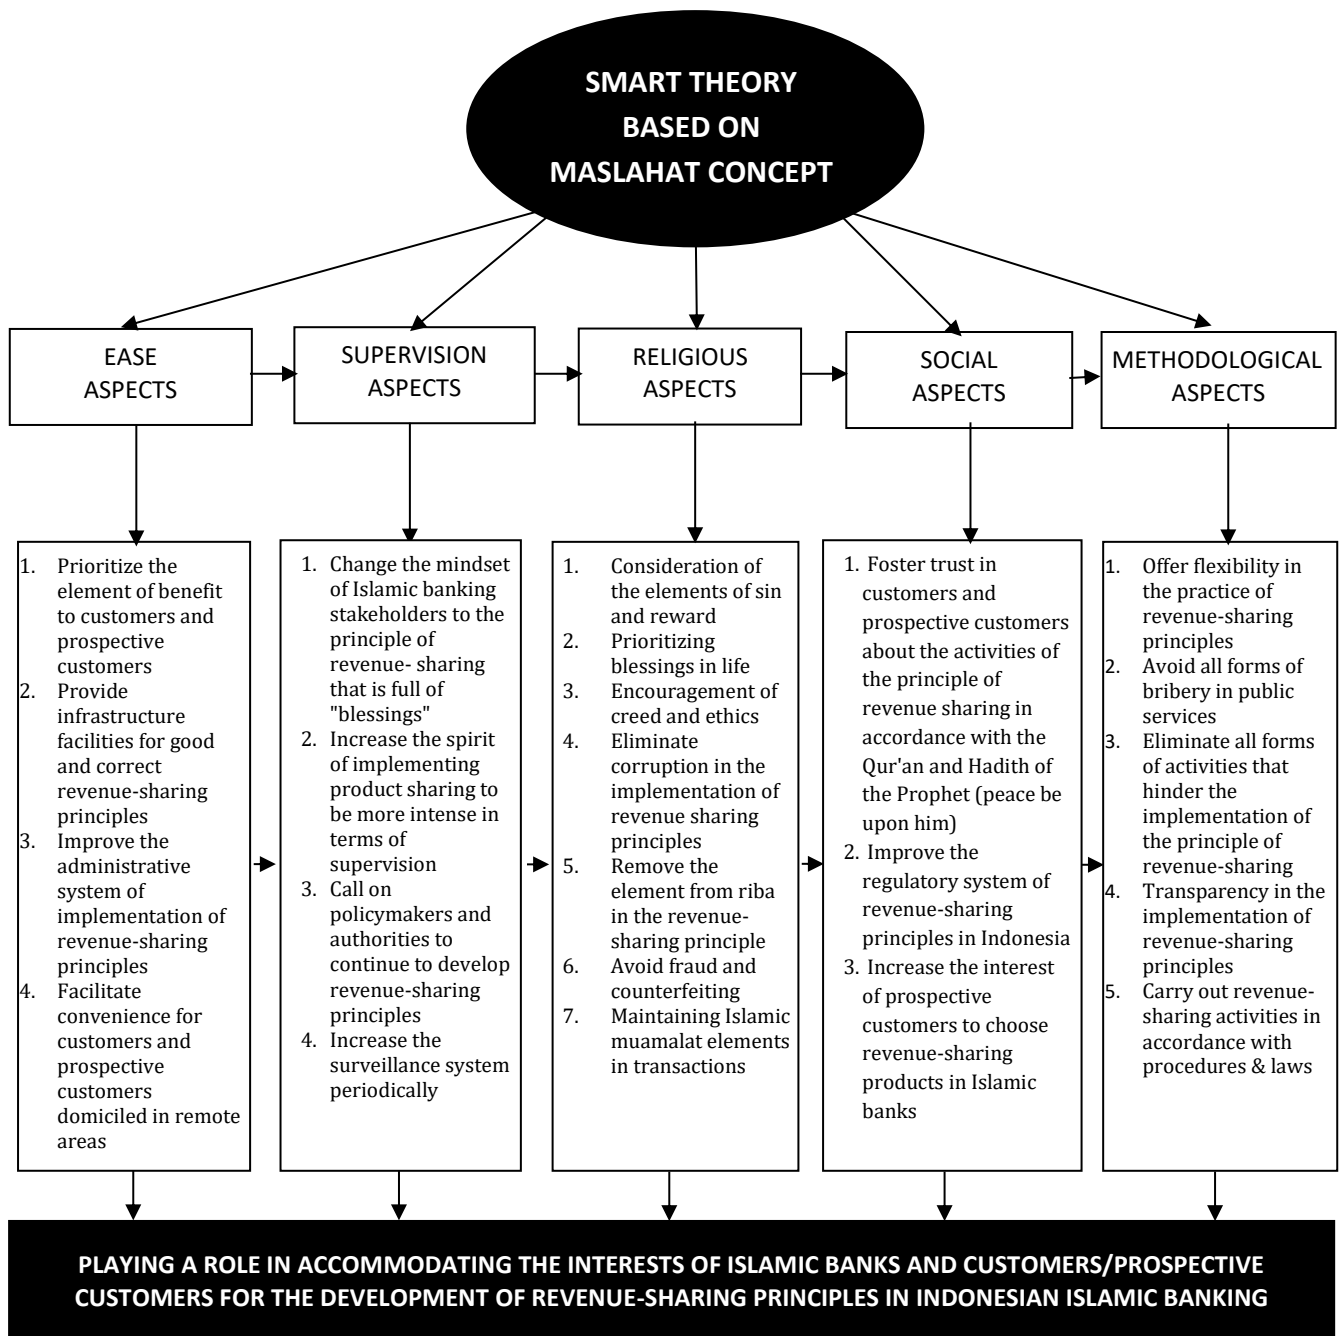 SMART THEORY
BASED ON
MASLAHAT CONCEPT
EASE
ASPECTS
SUPERVISION
ASPECTS
RELIGIOUS
ASPECTS
SOCIAL
ASPECTS
METHODOLOGICAL
ASPECTS
1. Prioritize the
element of benefit
to customers and
prospective
customers
2. Provide
infrastructure
facilities for good
and correct
revenue-sharing
principles
3. Improve the
administrative
system of
implementation of
revenue-sharing
principles
4. Facilitate
convenience for
customers and
prospective
customers
domiciled in remote
areas
1. Change the mindset
of Islamic banking
stakeholders to the
principle of
revenue- sharing
that is full of
"blessings"
2. Increase the spirit
of implementing
product sharing to
be more intense in
terms of
supervision
3. Call on
policymakers and
authorities to
continue to develop
revenue-sharing
principles
4. Increase the
surveillance system
periodically
1. Consideration of
the elements of sin
and reward
2. Prioritizing
blessings in life
3. Encouragement of
creed and ethics
4. Eliminate
corruption in the
implementation of
revenue sharing
principles
5. Remove the
element from riba
in the revenue-
sharing principle
6. Avoid fraud and
counterfeiting
7. Maintaining Islamic
muamalat elements
in transactions
1. Foster trust in
customers and
prospective customers
about the activities of
the principle of
revenue sharing in
accordance with the
Qur'an and Hadith of
the Prophet (peace be
upon him)
2. Improve the
regulatory system of
revenue-sharing
principles in Indonesia
3. Increase the interest
of prospective
customers to choose
revenue-sharing
products in Islamic
banks
1. Offer flexibility in
the practice of
revenue-sharing
principles
2. Avoid all forms of
bribery in public
services
3. Eliminate all forms
of activities that
hinder the
implementation of
the principle of
revenue-sharing
4. Transparency in the
implementation of
revenue-sharing
principles
5. Carry out revenue-
sharing activities in
accordance with
procedures & laws
PLAYING A ROLE IN ACCOMMODATING THE INTERESTS OF ISLAMIC BANKS AND CUSTOMERS/PROSPECTIVE
CUSTOMERS FOR THE DEVELOPMENT OF REVENUE-SHARING PRINCIPLES IN INDONESIAN ISLAMIC BANKING